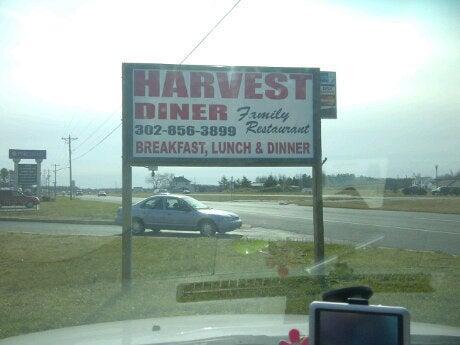 HARVEST
DINER Family
302-856-3899 Restaurant
BREAKFAST, LUNCH & DINNER